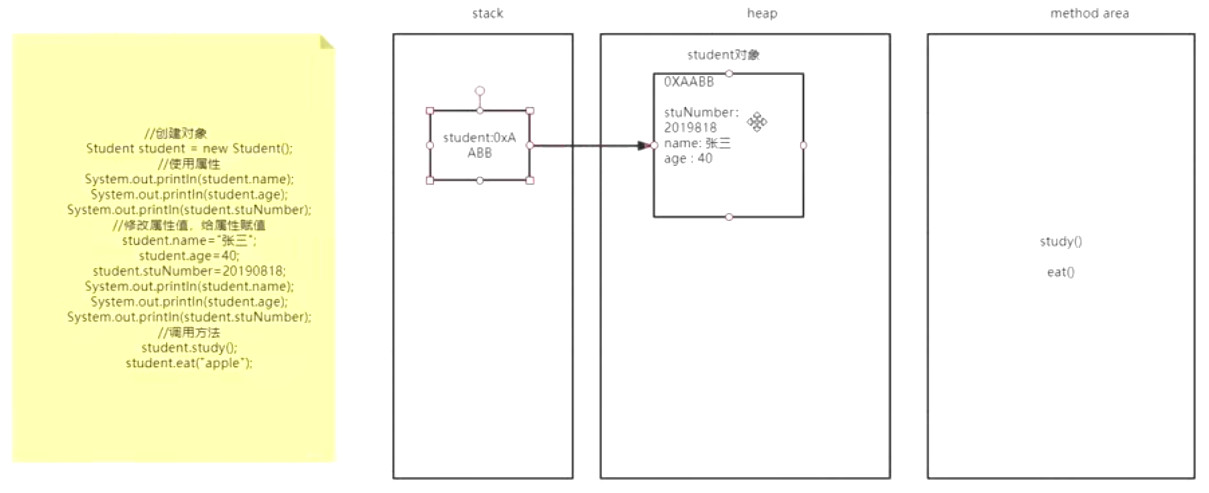 stack
heap
method area
//创建对象
Student student = new Student();
//使用属性
System.out.println(student.name);
System.out.println(student.age);
System.out.println(student.stuNumber);
//修改属性值，给属性赋值
student.name="张三";
student.age=40;
student.stuNumber=20190818;
System.out.println(student.name);
System.out.println(student.age);
System.out.println(student.stuNumber);
//调用方法
student.study();
student.eat("apple");
student:0xA
ABB
student对象
0XAABB
stuNumber:
2019818
name: 张三
age : 40
study()
eat()